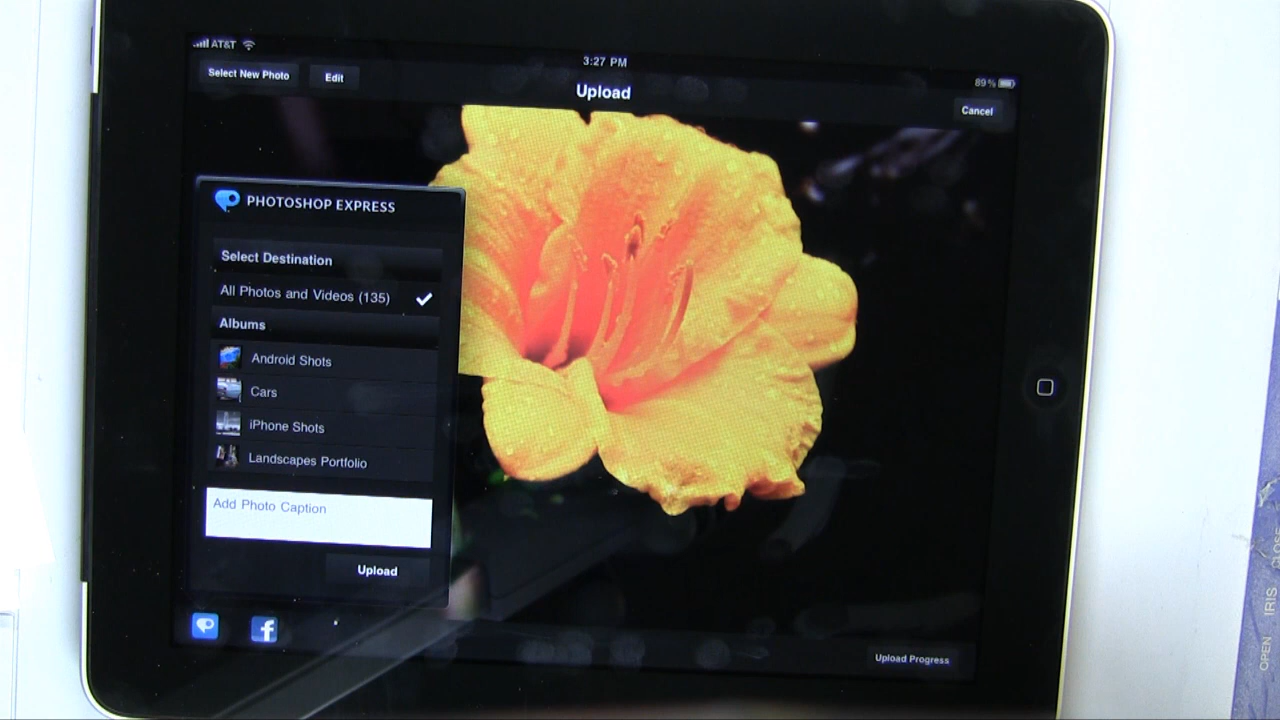 AT&T
3:27 PM
89%
Select New Photo
Edit
Upload
Cancel
PHOTOSHOP EXPRESS
Select Destination
All Photos and Videos (135)
Albums
Android Shots
Cars
iPhone Shots
Landscapes Portfolio
Add Photo Caption
Upload
Upload Progress
OPEN IRIS CLOSE